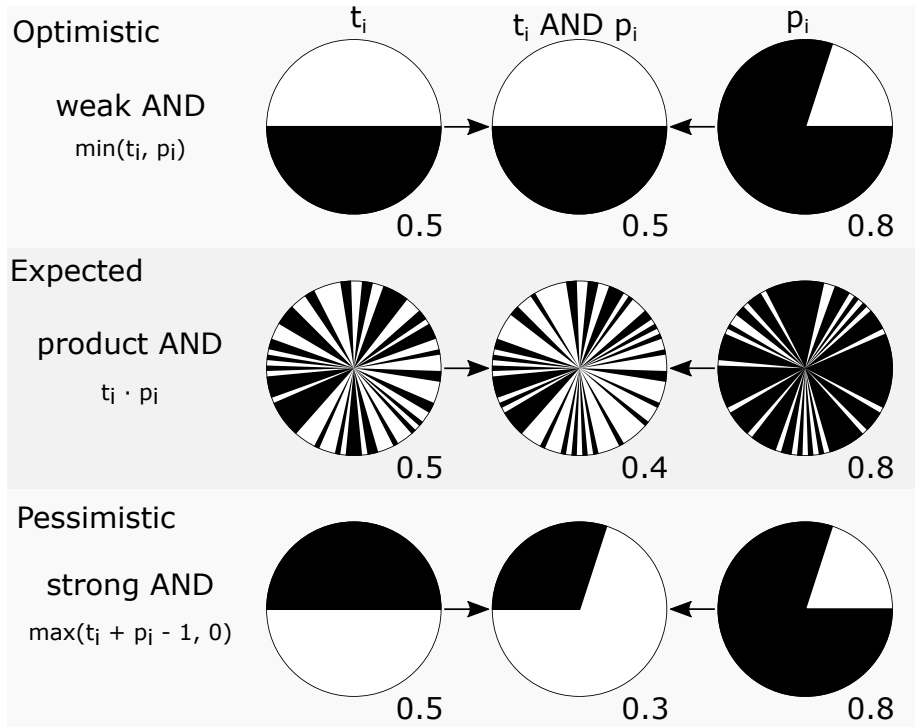 tᵢ tᵢ AND pᵢ pᵢ
Optimistic
weak AND
min(tᵢ, pᵢ)
0.5 0.5 0.8
Expected
product AND
tᵢ · pᵢ
0.5 0.4 0.8
Pessimistic
strong AND
max(tᵢ + pᵢ - 1, 0)
0.5 0.3 0.8